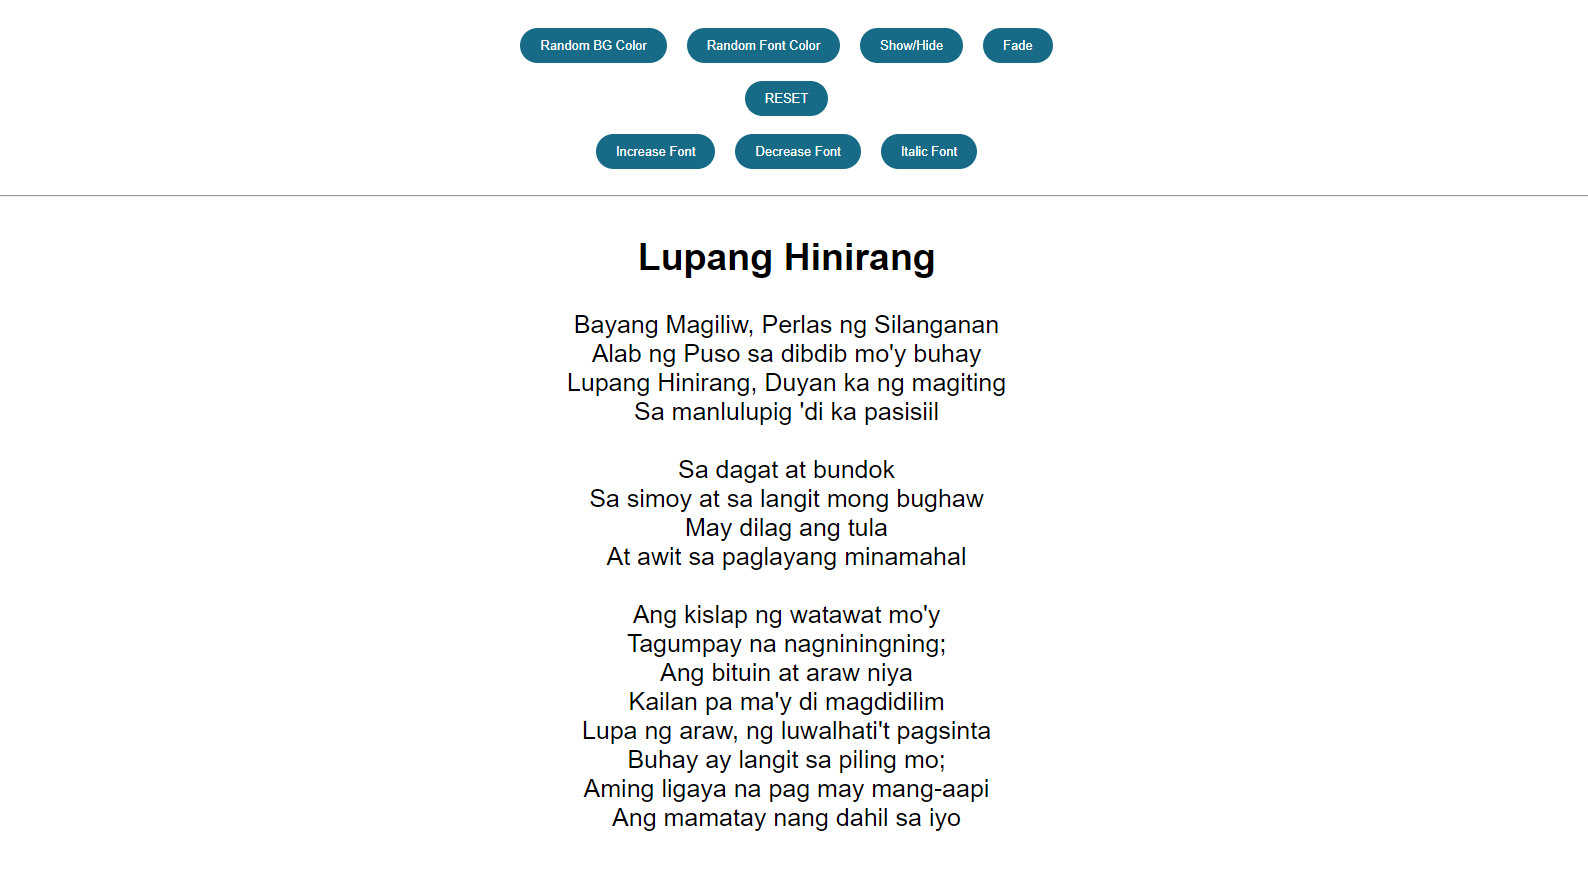 Random BG Color Random Font Color Show/Hide Fade
RESET
Increase Font Decrease Font Italic Font
Lupang Hinirang
Bayang Magiliw, Perlas ng Silanganan
Alab ng Puso sa dibdib mo'y buhay
Lupang Hinirang, Duyan ka ng magiting
Sa manlulupig 'di ka pasisiil
Sa dagat at bundok
Sa simoy at sa langit mong bughaw
May dilag ang tula
At awit sa paglayang minamahal
Ang kislap ng watawat mo'y
Tagumpay na nagniningning;
Ang bituin at araw niya
Kailan pa ma'y di magdidilim
Lupa ng araw, ng luwalhati't pagsinta
Buhay ay langit sa piling mo;
Aming ligaya na pag may mang-aapi
Ang mamatay nang dahil sa iyo